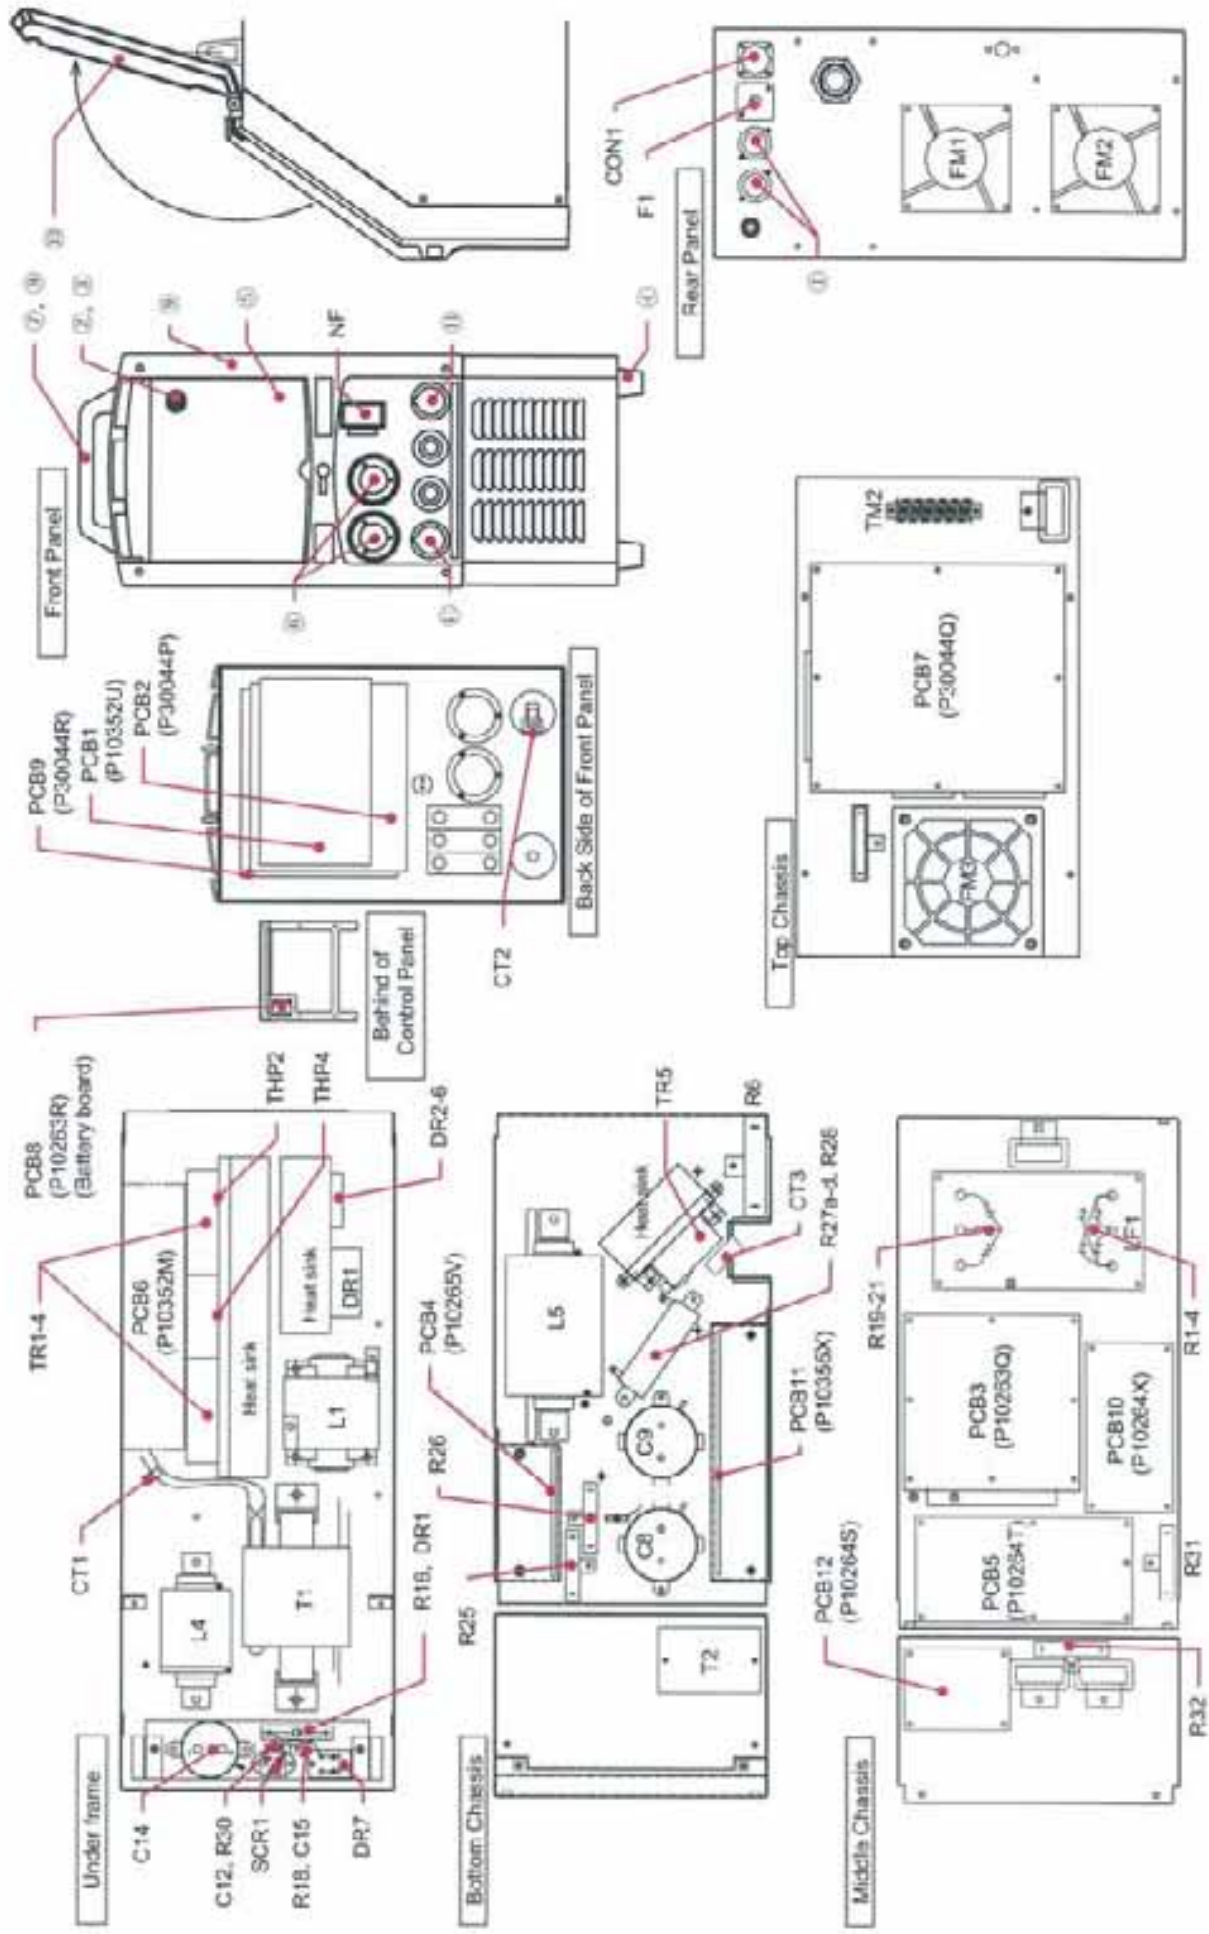 Under frame
C14
C12, R30
SCR1
R18, C15
DR7
CT1
TR1-4
PCB8
(P10263R)
(Battery board)
THP2
THP4
DR2-6
PCB6
(P10352M)
Heat sink
Heat sink
DR1
L1
L4
T1
R16, DR1
Behind of
Control Panel
PCB9
(P30044R)
PCB1
(P10352U)
PCB2
(P30044P)
CT2
Back Side of Front Panel
Front Panel
NF
Bottom Chassis
R25
R26
PCB4
(P10265V)
L5
Heatsink
TR5
R6
CT3
R27a-d, R28
C8
C9
PCB11
(P10355X)
T2
Top Chassis
FM3
PCB7
(P30044Q)
TM2
Rear Panel
CON1
F1
FM1
FM2
Middle Chassis
PCB12
(P10264S)
R32
PCB5
(P10264T)
R31
PCB3
(P10263Q)
PCB10
(P10264X)
R19-21
R1-4
LF1